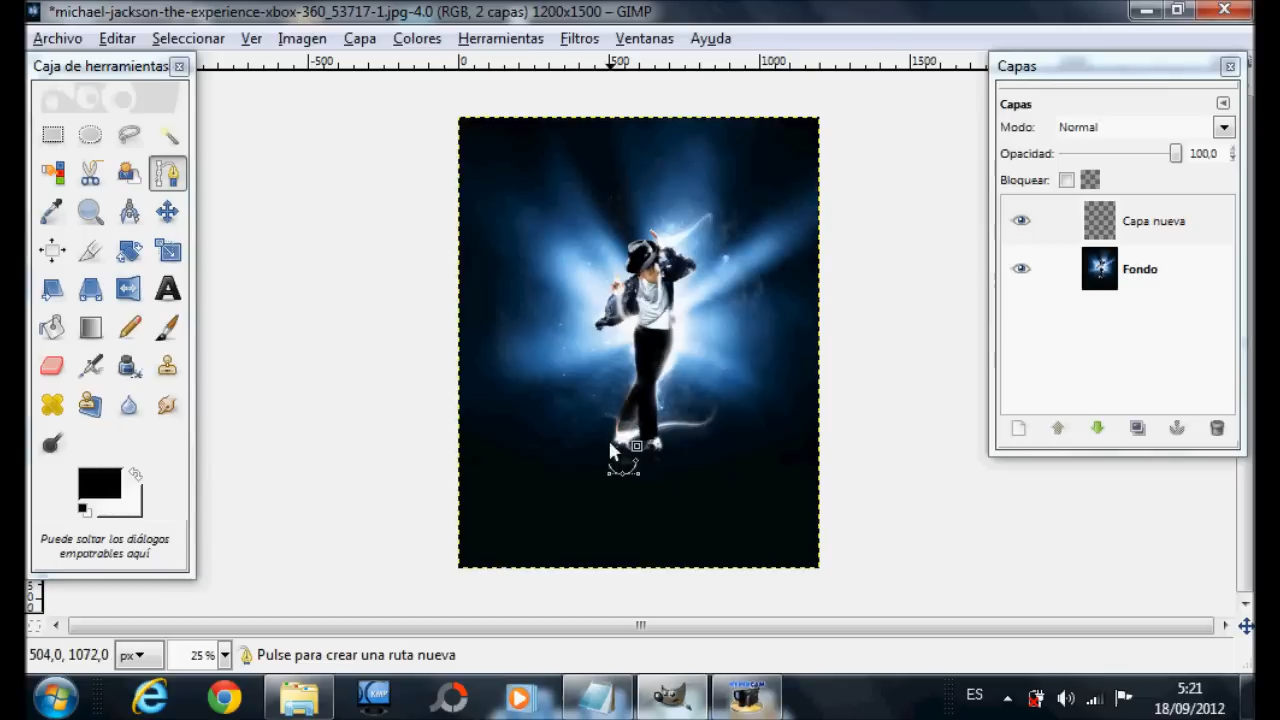 *michael-jackson-the-experience-xbox-360_53717-1.jpg-4.0 (RGB, 2 capas) 1200x1500 – GIMP
Archivo Editar Seleccionar Ver Imagen Capa Colores Herramientas Filtros Ventanas Ayuda
Caja de herramientas
-500 0 500 1000 1500
Capas
Capas
Modo: Normal
Opacidad: 100,0
Bloquear:
Capa nueva
Fondo
Puede soltar los diálogos
empotrables aquí
504,0, 1072,0 px 25 % Pulse para crear una ruta nueva
KMP
ES
5:21
18/09/2012